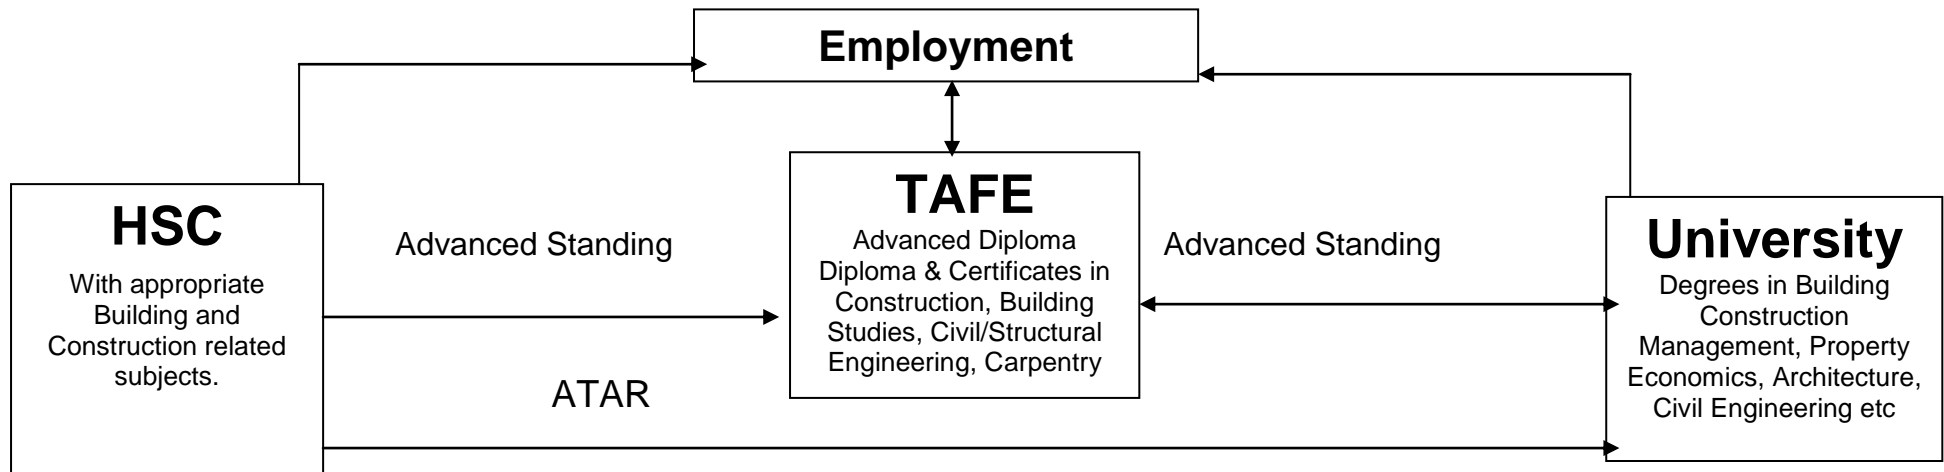 Employment
HSC
With appropriate
Building and
Construction related
subjects.
Advanced Standing
ATAR
TAFE
Advanced Diploma
Diploma & Certificates in
Construction, Building
Studies, Civil/Structural
Engineering, Carpentry
Advanced Standing
University
Degrees in Building
Construction
Management, Property
Economics, Architecture,
Civil Engineering etc